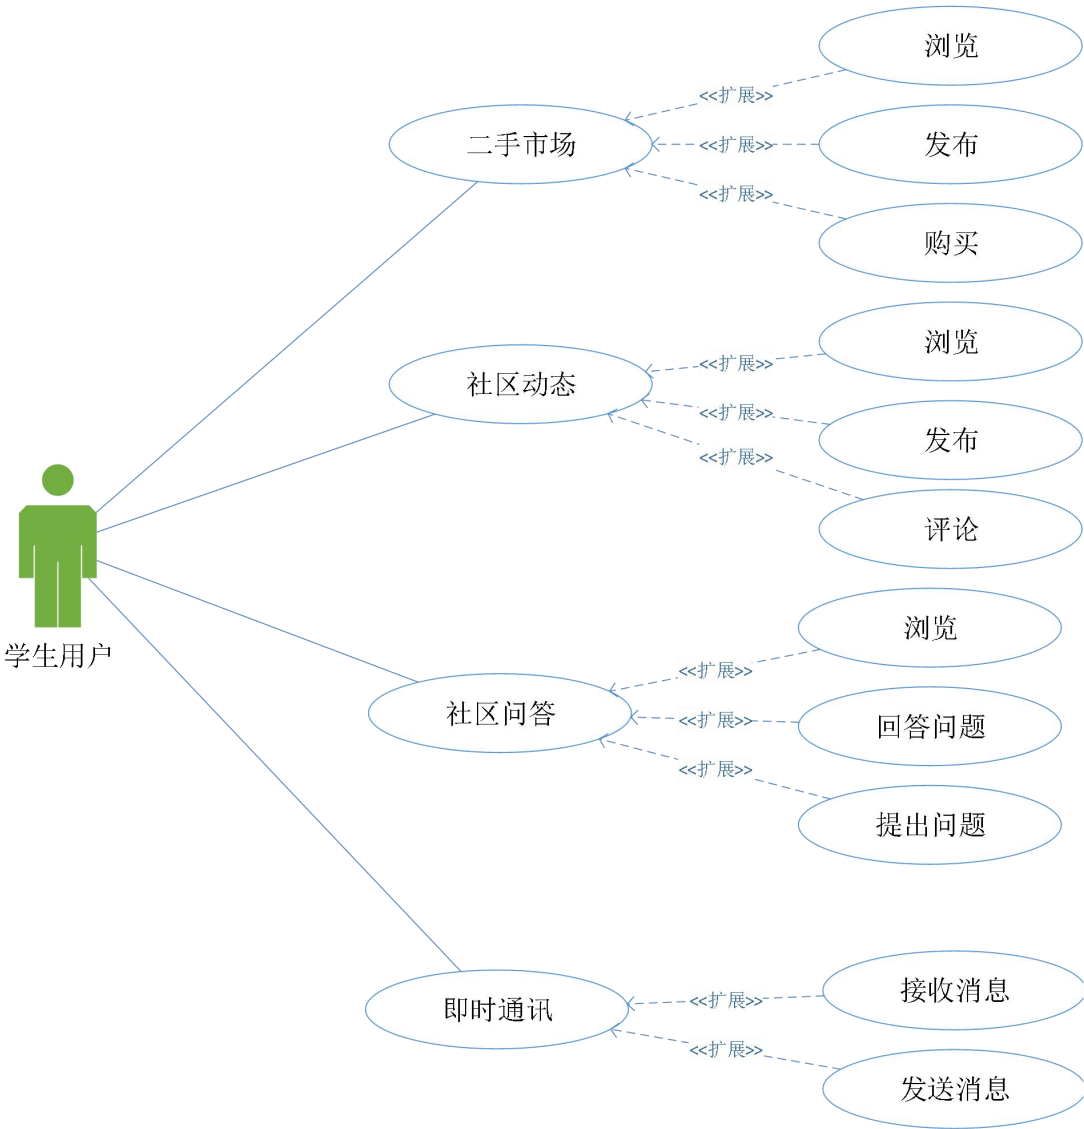 浏览
<<扩展>>
二手市场
<<扩展>>
发布
<<扩展>>
购买
浏览
<<扩展>>
社区动态
<<扩展>>
发布
<<扩展>>
评论
学生用户
浏览
<<扩展>>
社区问答
<<扩展>>
回答问题
<<扩展>>
提出问题
接收消息
<<扩展>>
即时通讯
<<扩展>>
发送消息